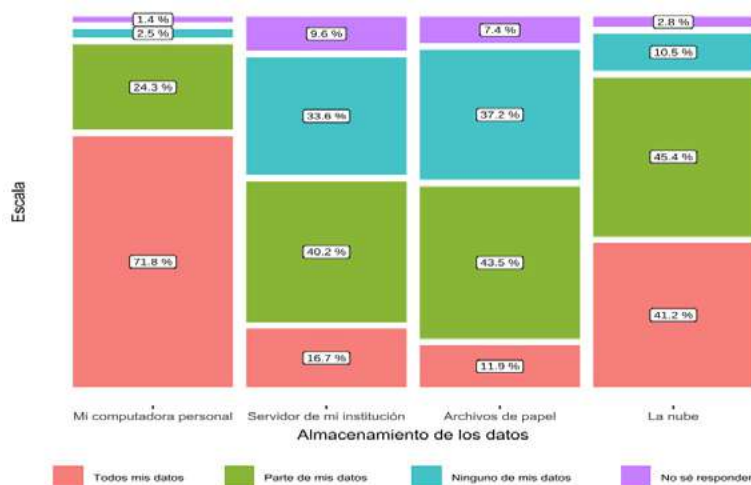 1.4 % 9.6 % 7.4 % 2.8 %
2.5 % 10.5 %
24.3 % 33.6 % 37.2 %
45.4 %
71.8 % 40.2 % 43.5 %
41.2 %
16.7 % 11.9 %
Escala
Mi computadora personal Servidor de mi institución Archivos de papel La nube
Almacenamiento de los datos
Todos mis datos Parte de mis datos Ninguno de mis datos No sé responder